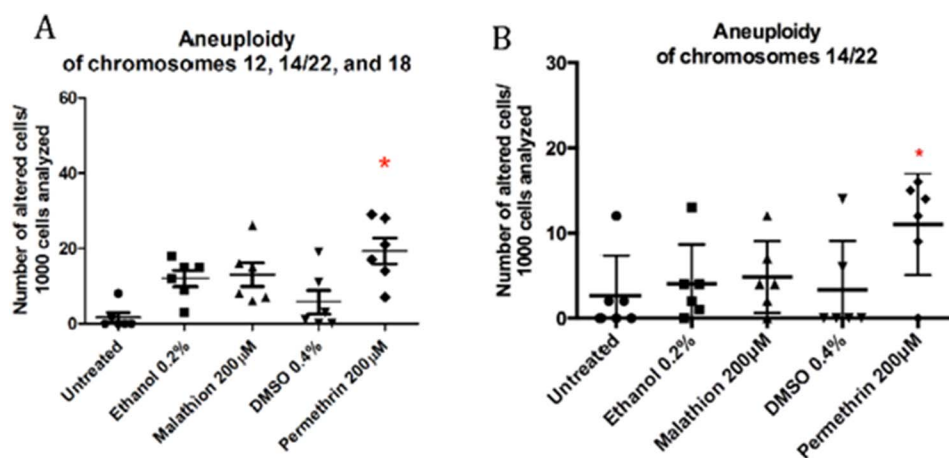 A
Aneuploidy
of chromosomes 12, 14/22, and 18
Number of altered cells/
1000 cells analyzed
60
40
20
0
*
Untreated
Ethanol 0.2%
Malathion 200µM
DMSO 0.4%
Permethrin 200µM
B
Aneuploidy
of chromosomes 14/22
Number of altered cells/
1000 cells analyzed
30
20
10
0
*
Untreated
Ethanol 0.2%
Malathion 200µM
DMSO 0.4%
Permethrin 200µM